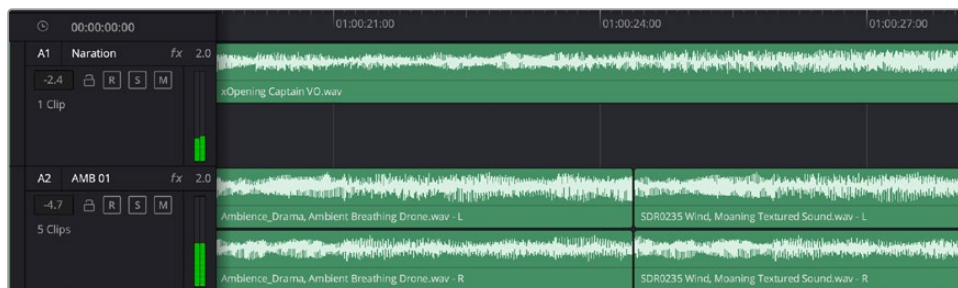 00:00:00:00 01:00:21:00 01:00:24:00 01:00:27:00
A1 Naration fx 2.0
-2.4 R S M
xOpening Captain VO.wav
1 Clip
A2 AMB 01 fx 2.0
-4.7 R S M
Ambience_Drama, Ambient Breathing Drone.wav - L SDR0235 Wind, Moaning Textured Sound.wav - L
5 Clips
Ambience_Drama, Ambient Breathing Drone.wav - R SDR0235 Wind, Moaning Textured Sound.wav - R